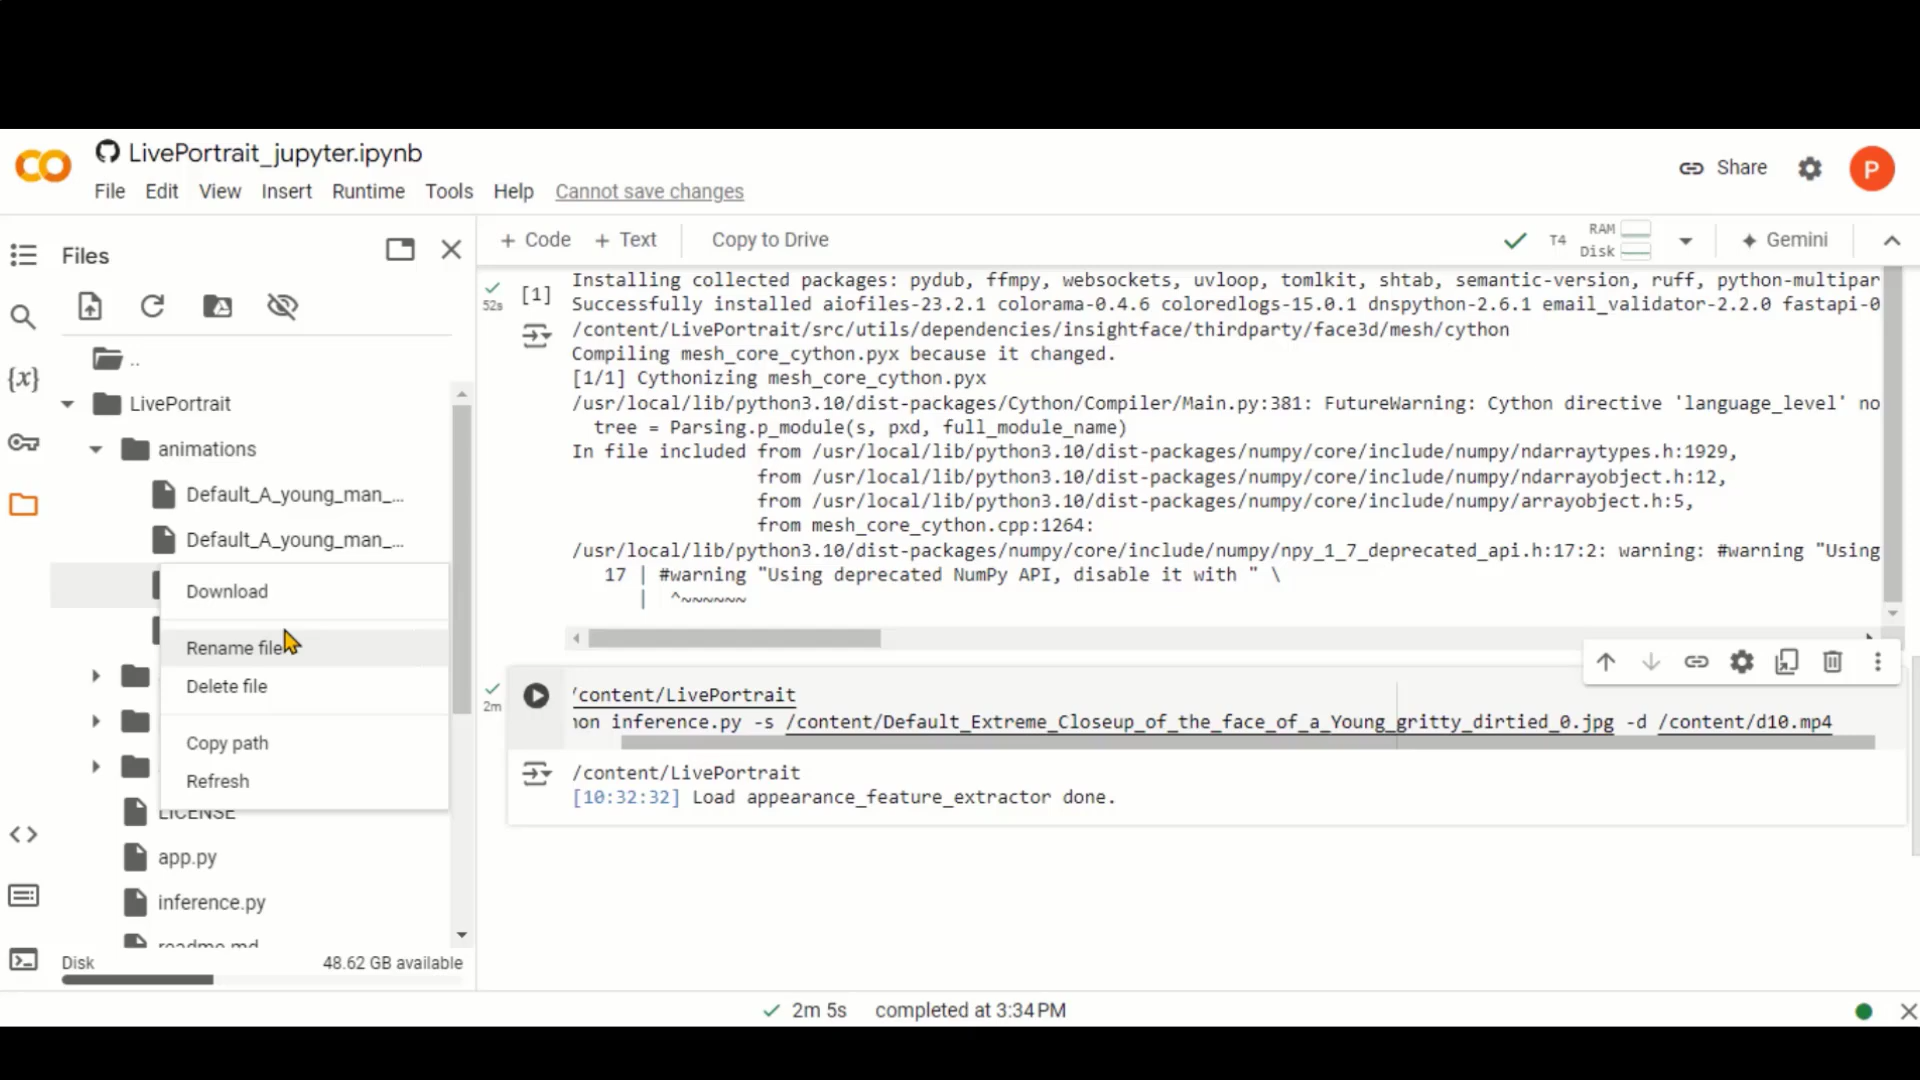 LivePortrait_jupyter.ipynb
File Edit View Insert Runtime Tools Help Cannot save changes
Share
P
Files
+ Code + Text Copy to Drive
T4
RAM
Disk
Gemini
..
LivePortrait
animations
Default_A_young_man_...
Default_A_young_man_...
Download
Rename file
Delete file
Copy path
Refresh
LICENSE
app.py
inference.py
readme.md
Disk 48.62 GB available
52s
[1]
Installing collected packages: pydub, ffmpy, websockets, uvloop, tomlkit, shtab, semantic-version, ruff, python-multipar
Successfully installed aiofiles-23.2.1 colorama-0.4.6 coloredlogs-15.0.1 dnspython-2.6.1 email_validator-2.2.0 fastapi-0
/content/LivePortrait/src/utils/dependencies/insightface/thirdparty/face3d/mesh/cython
Compiling mesh_core_cython.pyx because it changed.
[1/1] Cythonizing mesh_core_cython.pyx
/usr/local/lib/python3.10/dist-packages/Cython/Compiler/Main.py:381: FutureWarning: Cython directive 'language_level' no
tree = Parsing.p_module(s, pxd, full_module_name)
In file included from /usr/local/lib/python3.10/dist-packages/numpy/core/include/numpy/ndarraytypes.h:1929,
from /usr/local/lib/python3.10/dist-packages/numpy/core/include/numpy/ndarrayobject.h:12,
from /usr/local/lib/python3.10/dist-packages/numpy/core/include/numpy/arrayobject.h:5,
from mesh_core_cython.cpp:1264:
/usr/local/lib/python3.10/dist-packages/numpy/core/include/numpy/npy_1_7_deprecated_api.h:17:2: warning: #warning "Using
17 | #warning "Using deprecated NumPy API, disable it with " \
| ^~~~~~~
2m
/content/LivePortrait
non inference.py -s /content/Default_Extreme_Closeup_of_the_face_of_a_Young_gritty_dirtied_0.jpg -d /content/d10.mp4
/content/LivePortrait
[10:32:32] Load appearance_feature_extractor done.
2m 5s completed at 3:34 PM